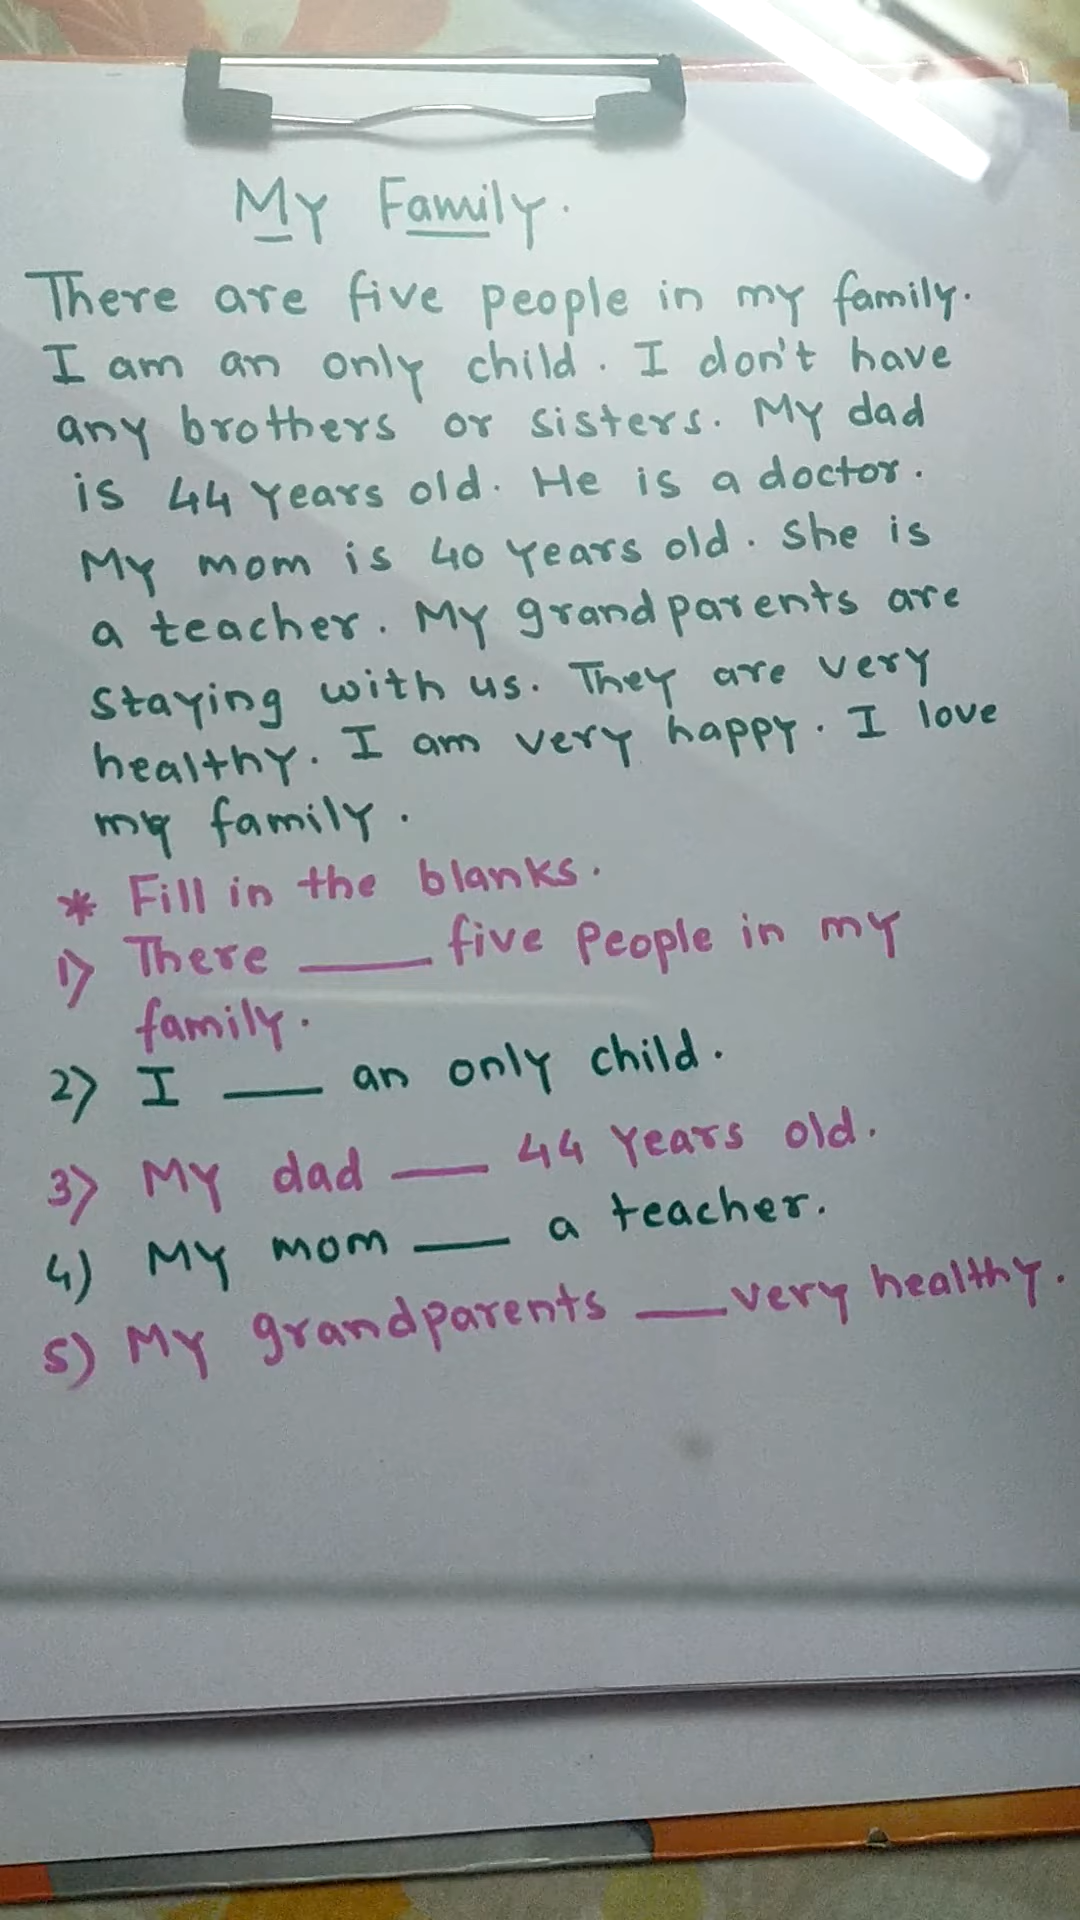 My Family.
There are five people in my family.
I am an only child. I don't have
any brothers or sisters. My dad
is 44 years old. He is a doctor.
My mom is 40 years old. She is
a teacher. My grandparents are
staying with us. They are very
healthy. I am very happy. I love
my family.
* Fill in the blanks.
1) There ____ five people in my
family.
2) I ___ an only child.
3) My dad ___ 44 years old.
4) My mom ___ a teacher.
5) My grandparents ___ very healthy.